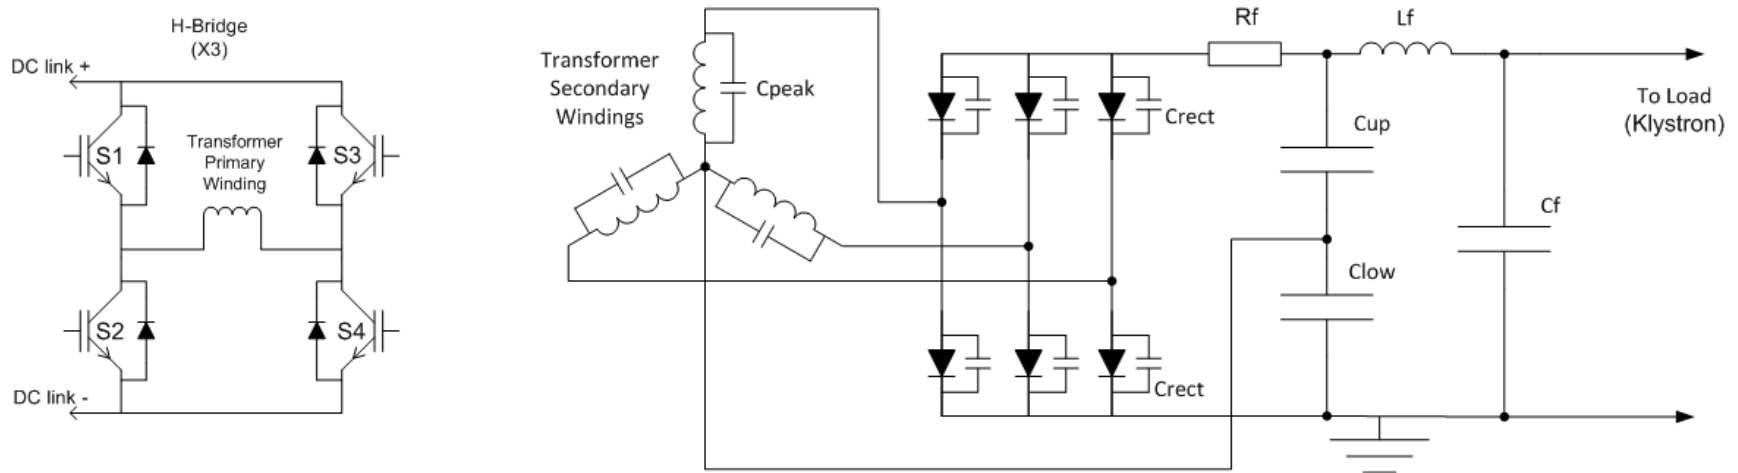 H-Bridge
(X3)
DC link +
S1
S3
Transformer
Primary
Winding
S2
S4
DC link -
Transformer
Secondary
Windings
Cpeak
Crect
Crect
Rf
Lf
Cup
Clow
Cf
To Load
(Klystron)